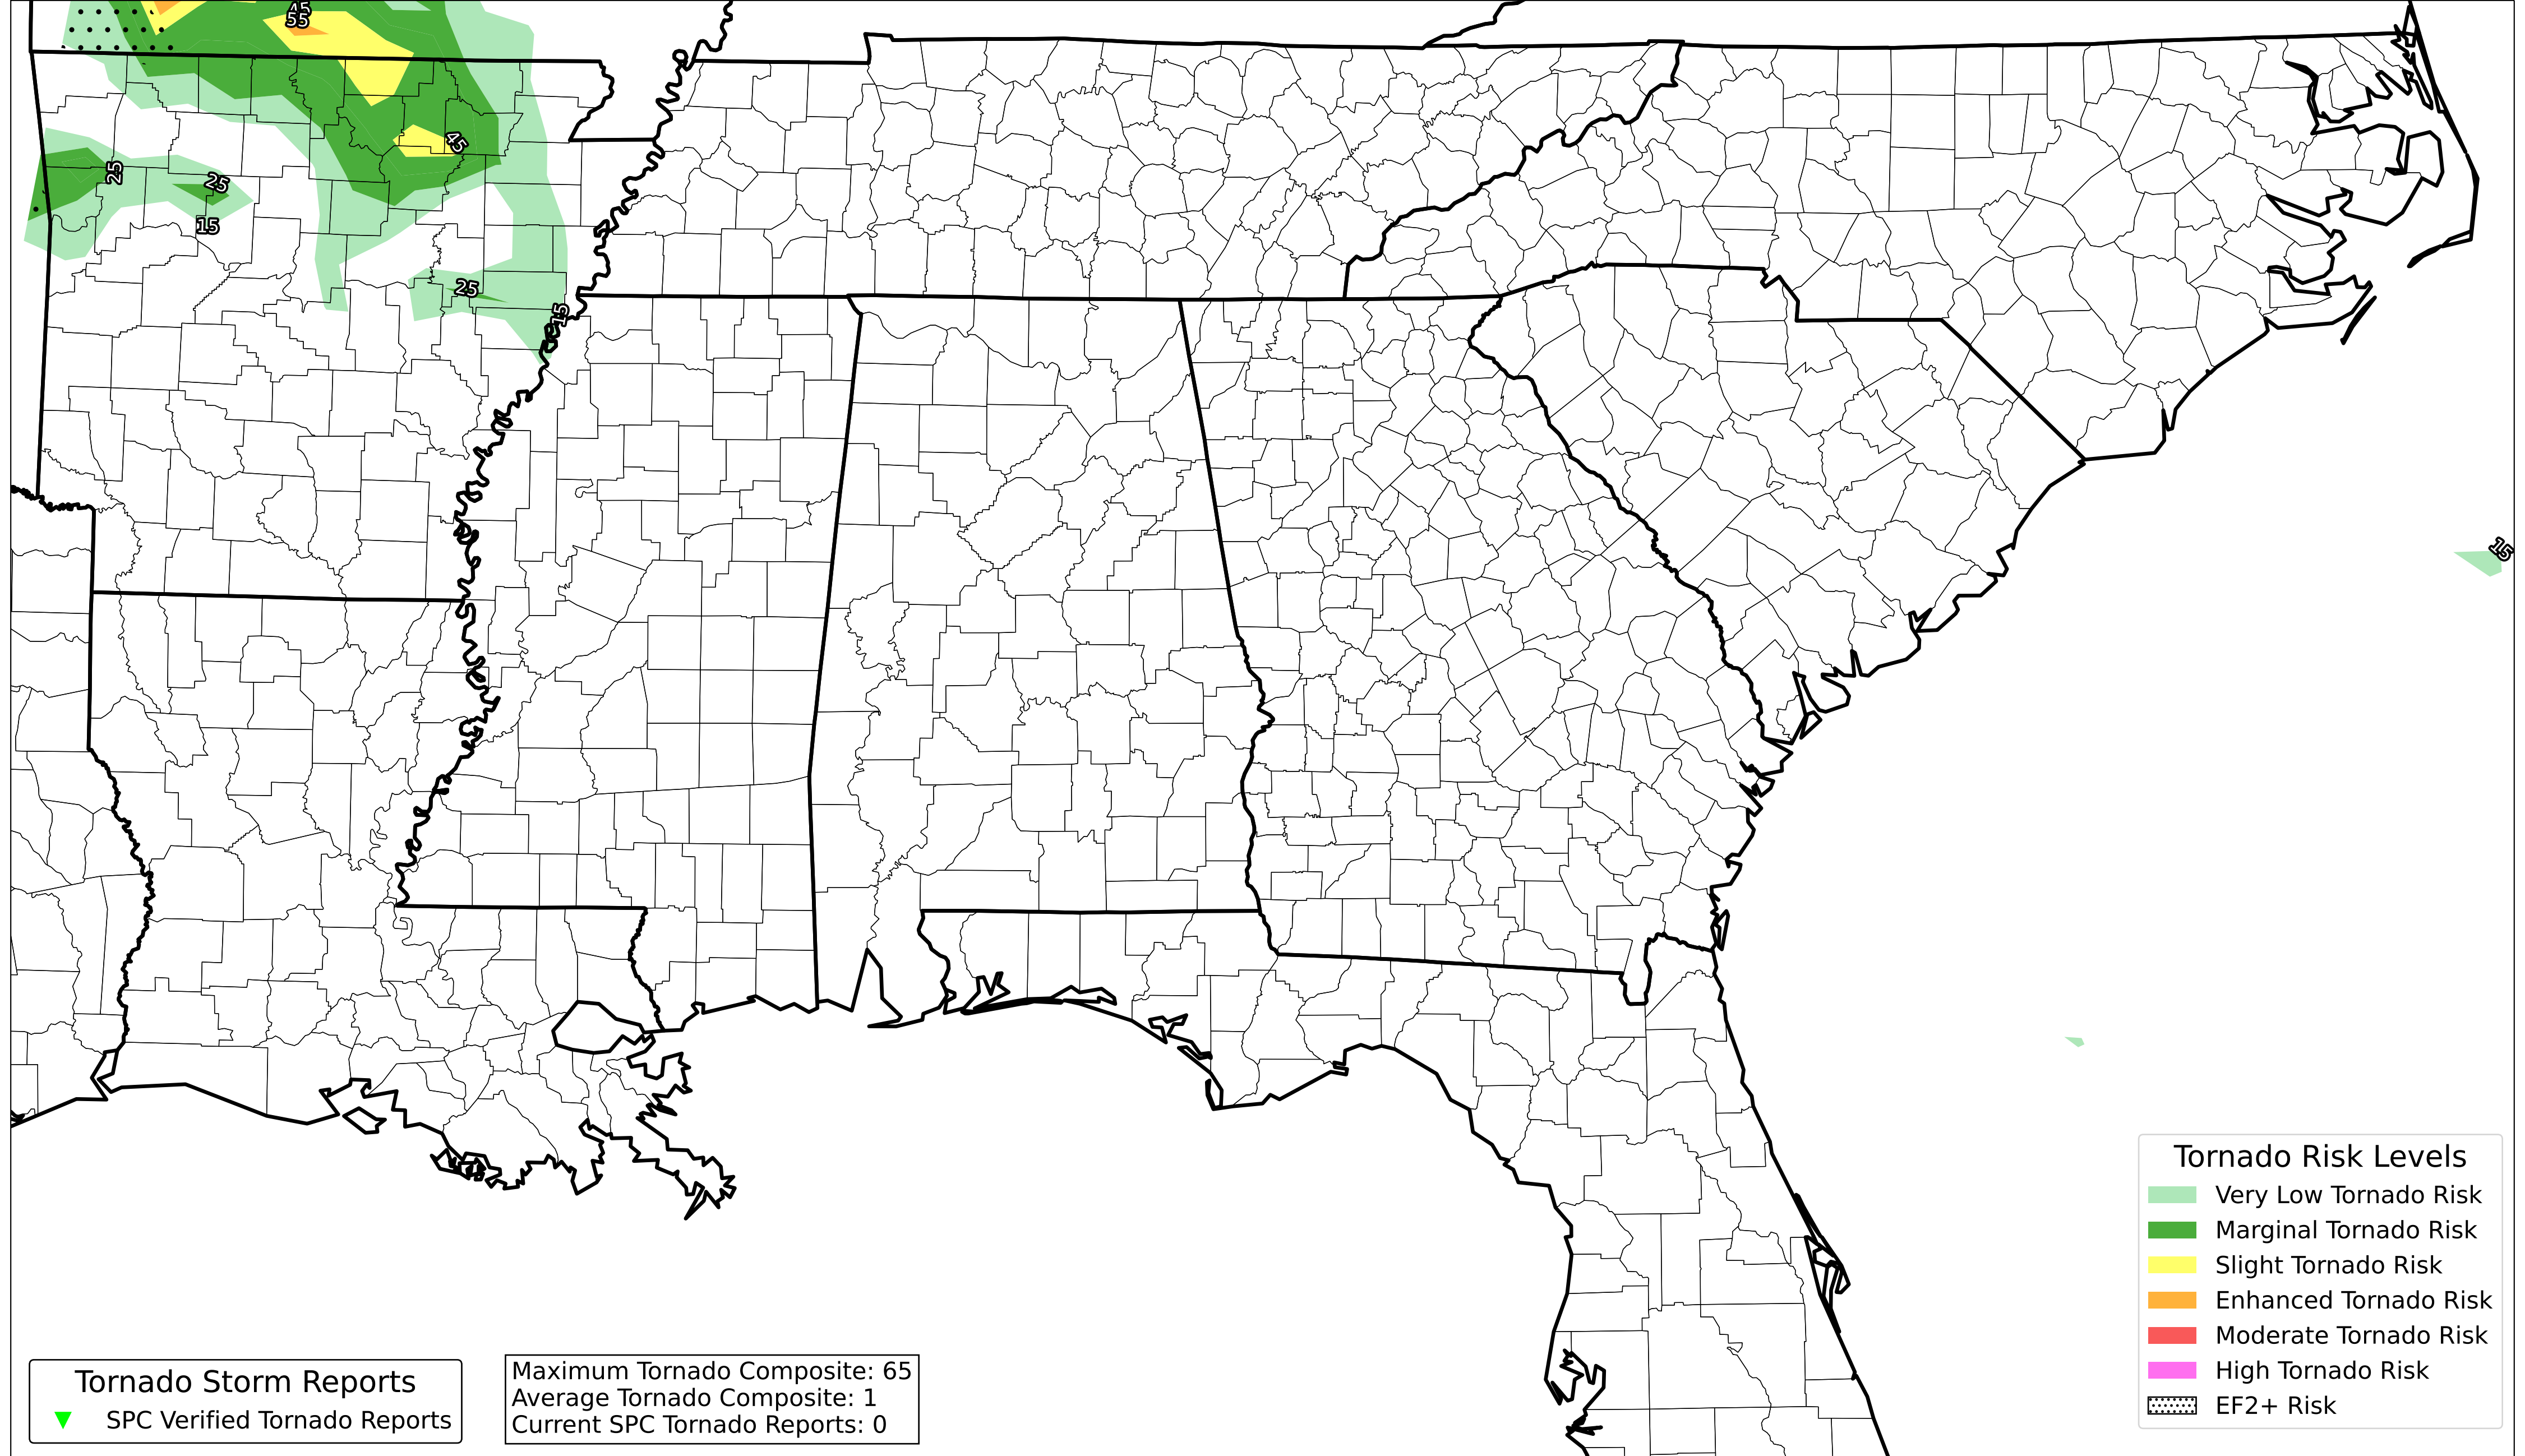 45
55
45
25
25
15
25
15
15
Tornado Risk Levels
Very Low Tornado Risk
Marginal Tornado Risk
Slight Tornado Risk
Enhanced Tornado Risk
Moderate Tornado Risk
High Tornado Risk
EF2+ Risk
Tornado Storm Reports
SPC Verified Tornado Reports
Maximum Tornado Composite: 65
Average Tornado Composite: 1
Current SPC Tornado Reports: 0